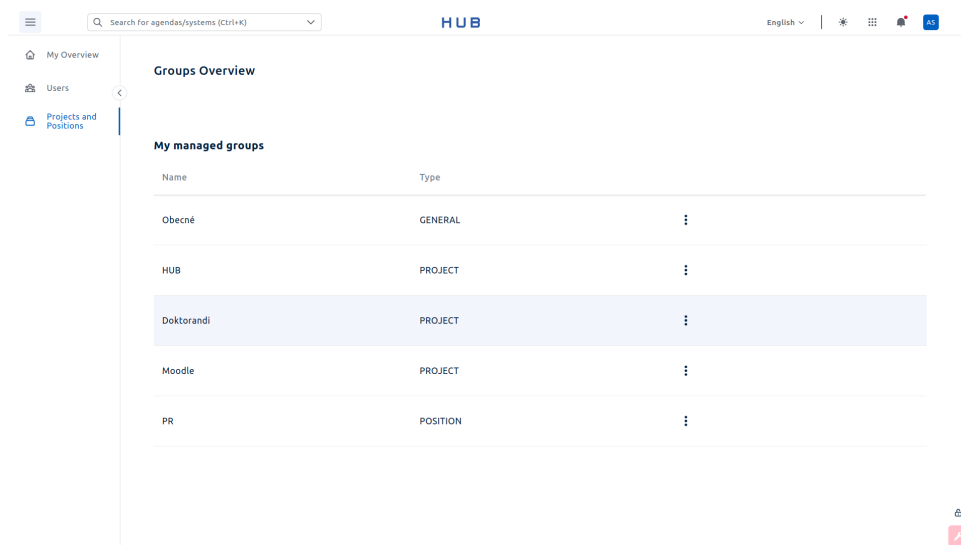 Search for agendas/systems (Ctrl+K)
HUB
English
AS
My Overview
Users
Projects and
Positions
Groups Overview
My managed groups
Name Type
Obecné GENERAL
HUB PROJECT
Doktorandi PROJECT
Moodle PROJECT
PR POSITION